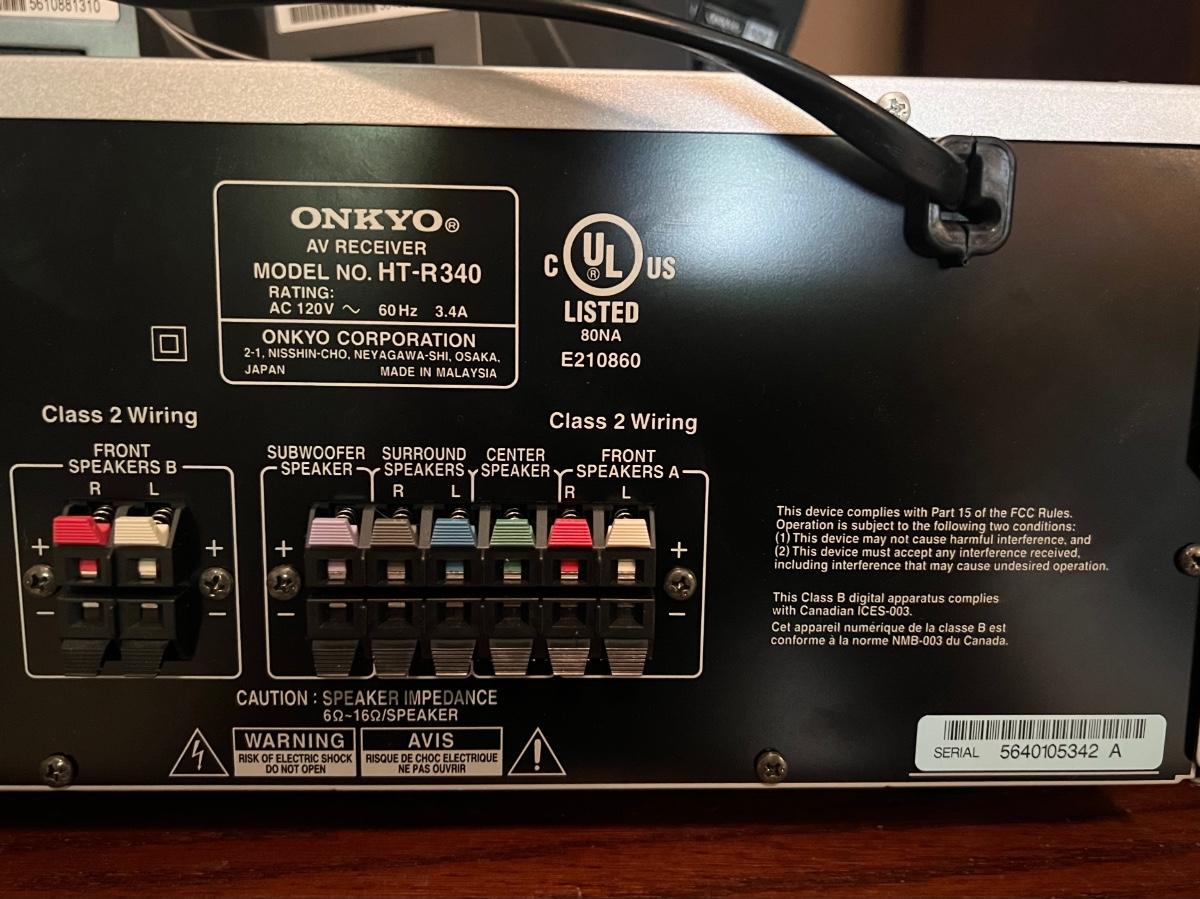 5610881310
ONKYO
ONKYO®
AV RECEIVER
MODEL NO. HT-R340
RATING:
AC 120V ～ 60Hz 3.4A
ONKYO CORPORATION
2-1, NISSHIN-CHO, NEYAGAWA-SHI, OSAKA,
JAPAN MADE IN MALAYSIA
C UL ® US
LISTED
80NA
E210860
Class 2 Wiring
FRONT
SPEAKERS B
R L
+ +
− −
Class 2 Wiring
SUBWOOFER SURROUND CENTER FRONT
SPEAKER SPEAKERS SPEAKER SPEAKERS A
R L R L
+ +
− −
CAUTION : SPEAKER IMPEDANCE
6Ω~16Ω/SPEAKER
WARNING
RISK OF ELECTRIC SHOCK
DO NOT OPEN
AVIS
RISQUE DE CHOC ELECTRIQUE
NE PAS OUVRIR
This device complies with Part 15 of the FCC Rules.
Operation is subject to the following two conditions:
(1) This device may not cause harmful interference, and
(2) This device must accept any interference received,
including interference that may cause undesired operation.
This Class B digital apparatus complies
with Canadian ICES-003.
Cet appareil numérique de la classe B est
conforme à la norme NMB-003 du Canada.
SERIAL 5640105342 A